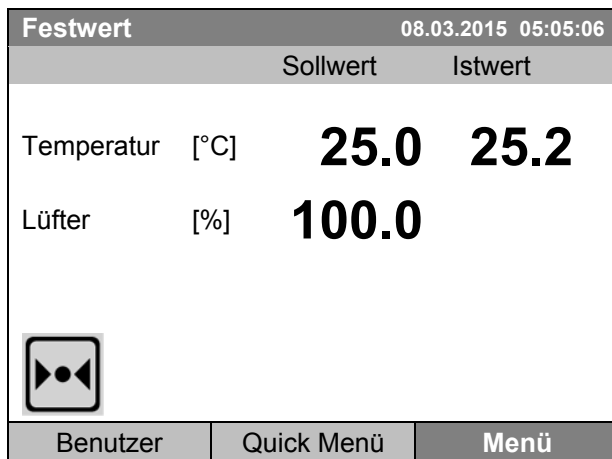 Festwert 08.03.2015 05:05:06
Sollwert Istwert
Temperatur [°C] 25.0 25.2
Lüfter [%] 100.0
Benutzer Quick Menü Menü